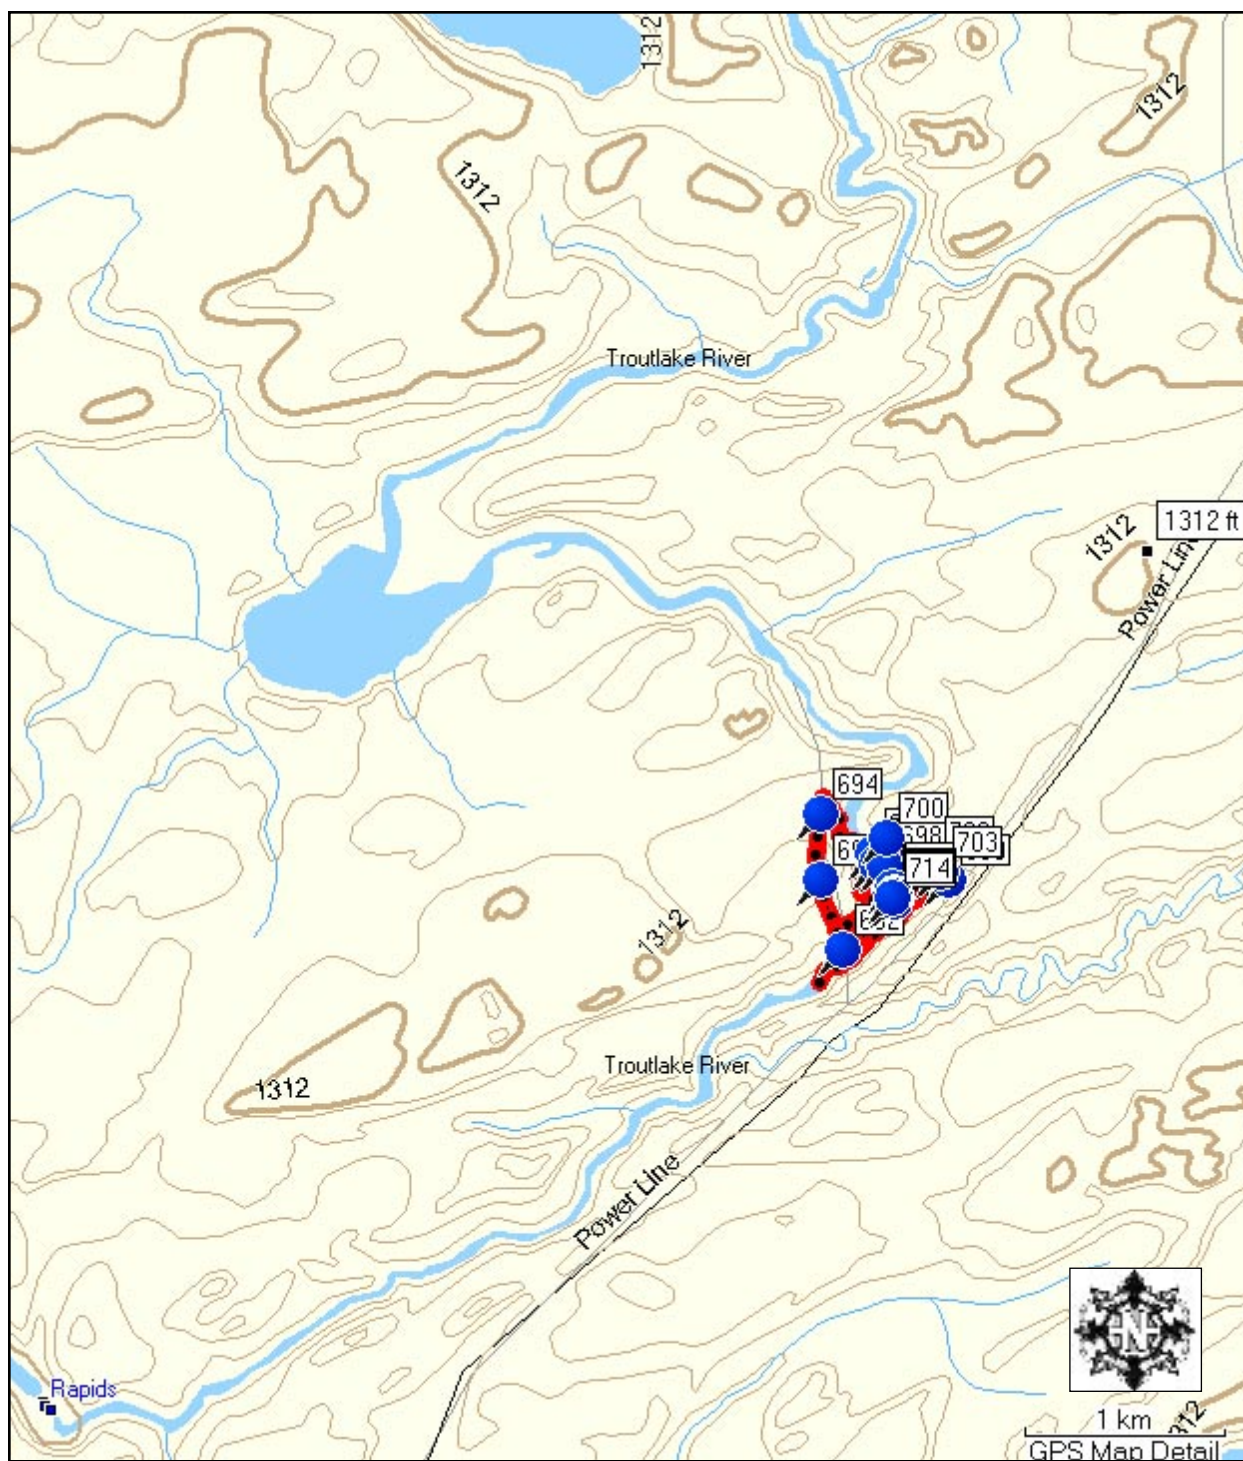 1312
1312
1312
Troutlake River
1312 ft
1312
Power Line
694
700
698
703
714
1312
Troutlake River
1312
Power Line
Rapids
N
1 km
GPS Map Detail